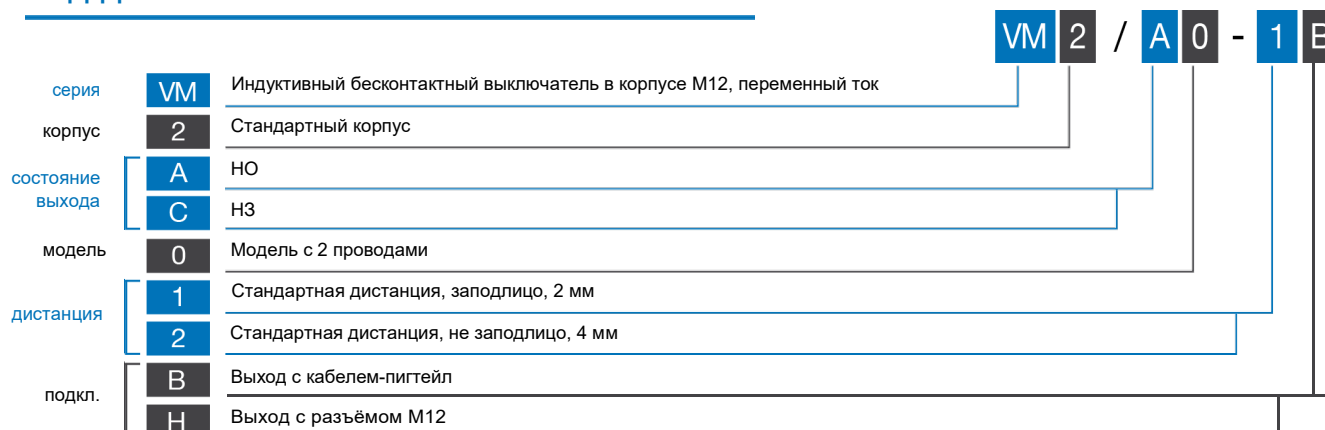 VM 2 / A 0 - 1 B
серия VM Индуктивный бесконтактный выключатель в корпусе M12, переменный ток
корпус 2 Стандартный корпус
состояние выхода
A НО
C НЗ
модель 0 Модель с 2 проводами
дистанция
1 Стандартная дистанция, заподлицо, 2 мм
2 Стандартная дистанция, не заподлицо, 4 мм
подкл.
B Выход с кабелем-пигтейл
H Выход с разъёмом M12